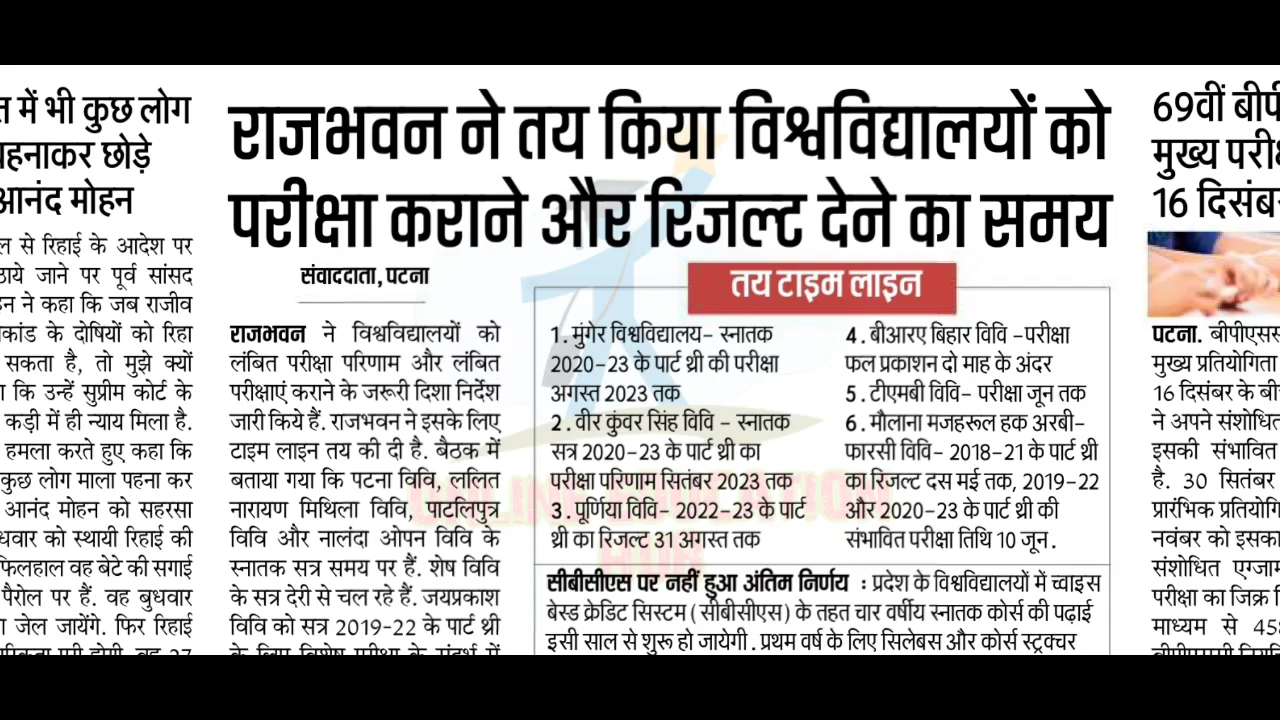 त में भी कुछ लोग
पहनाकर छोड़े
आनंद मोहन
ल से रिहाई के आदेश पर
ठाये जाने पर पूर्व सांसद
न ने कहा कि जब राजीव
कांड के दोषियों को रिहा
सकता है, तो मुझे क्यों
कि उन्हें सुप्रीम कोर्ट के
कड़ी में ही न्याय मिला है.
हमला करते हुए कहा कि
कुछ लोग माला पहना कर
आनंद मोहन को सहरसा
धवार को स्थायी रिहाई की
फिलहाल वह बेटे की सगाई
पैरोल पर हैं. वह बुधवार
जेल जायेंगे. फिर रिहाई
राजभवन ने तय किया विश्वविद्यालयों को
परीक्षा कराने और रिजल्ट देने का समय
संवाददाता, पटना
राजभवन ने विश्वविद्यालयों को
लंबित परीक्षा परिणाम और लंबित
परीक्षाएं कराने के जरूरी दिशा निर्देश
जारी किये हैं. राजभवन ने इसके लिए
टाइम लाइन तय की दी है. बैठक में
बताया गया कि पटना विवि, ललित
नारायण मिथिला विवि, पाटलिपुत्र
विवि और नालंदा ओपन विवि के
स्नातक सत्र समय पर हैं. शेष विवि
के सत्र देरी से चल रहे हैं. जयप्रकाश
विवि को सत्र 2019-22 के पार्ट थ्री
के लिए विशेष परीक्षा के संदर्भ में
तय टाइम लाइन
1. मुंगेर विश्वविद्यालय- स्नातक
2020-23 के पार्ट थ्री की परीक्षा
अगस्त 2023 तक
2. वीर कुंवर सिंह विवि - स्नातक
सत्र 2020-23 के पार्ट थ्री का
परीक्षा परिणाम सितंबर 2023 तक
3. पूर्णिया विवि- 2022-23 के पार्ट
थ्री का रिजल्ट 31 अगस्त तक
4. बीआरए बिहार विवि -परीक्षा
फल प्रकाशन दो माह के अंदर
5. टीएमबी विवि- परीक्षा जून तक
6. मौलाना मजहरूल हक अरबी-
फारसी विवि- 2018-21 के पार्ट थ्री
का रिजल्ट दस मई तक, 2019-22
और 2020-23 के पार्ट थ्री की
संभावित परीक्षा तिथि 10 जून.
सीबीसीएस पर नहीं हुआ अंतिम निर्णय : प्रदेश के विश्वविद्यालयों में च्वाइस
बेस्ड क्रेडिट सिस्टम (सीबीसीएस) के तहत चार वर्षीय स्नातक कोर्स की पढ़ाई
इसी साल से शुरू हो जायेगी. प्रथम वर्ष के लिए सिलेबस और कोर्स स्ट्रक्चर
ONLINE EDUCATION
HUB
69वीं बीपी
मुख्य परीक्ष
16 दिसंब
पटना. बीपीएस
मुख्य प्रतियोगिता
16 दिसंबर के बी
ने अपने संशोधित
इसकी संभावित
है. 30 सितंबर
प्रारंभिक प्रतियोगि
नवंबर को इसका
संशोधित एग्जाम
परीक्षा का जिक्र
माध्यम से 45